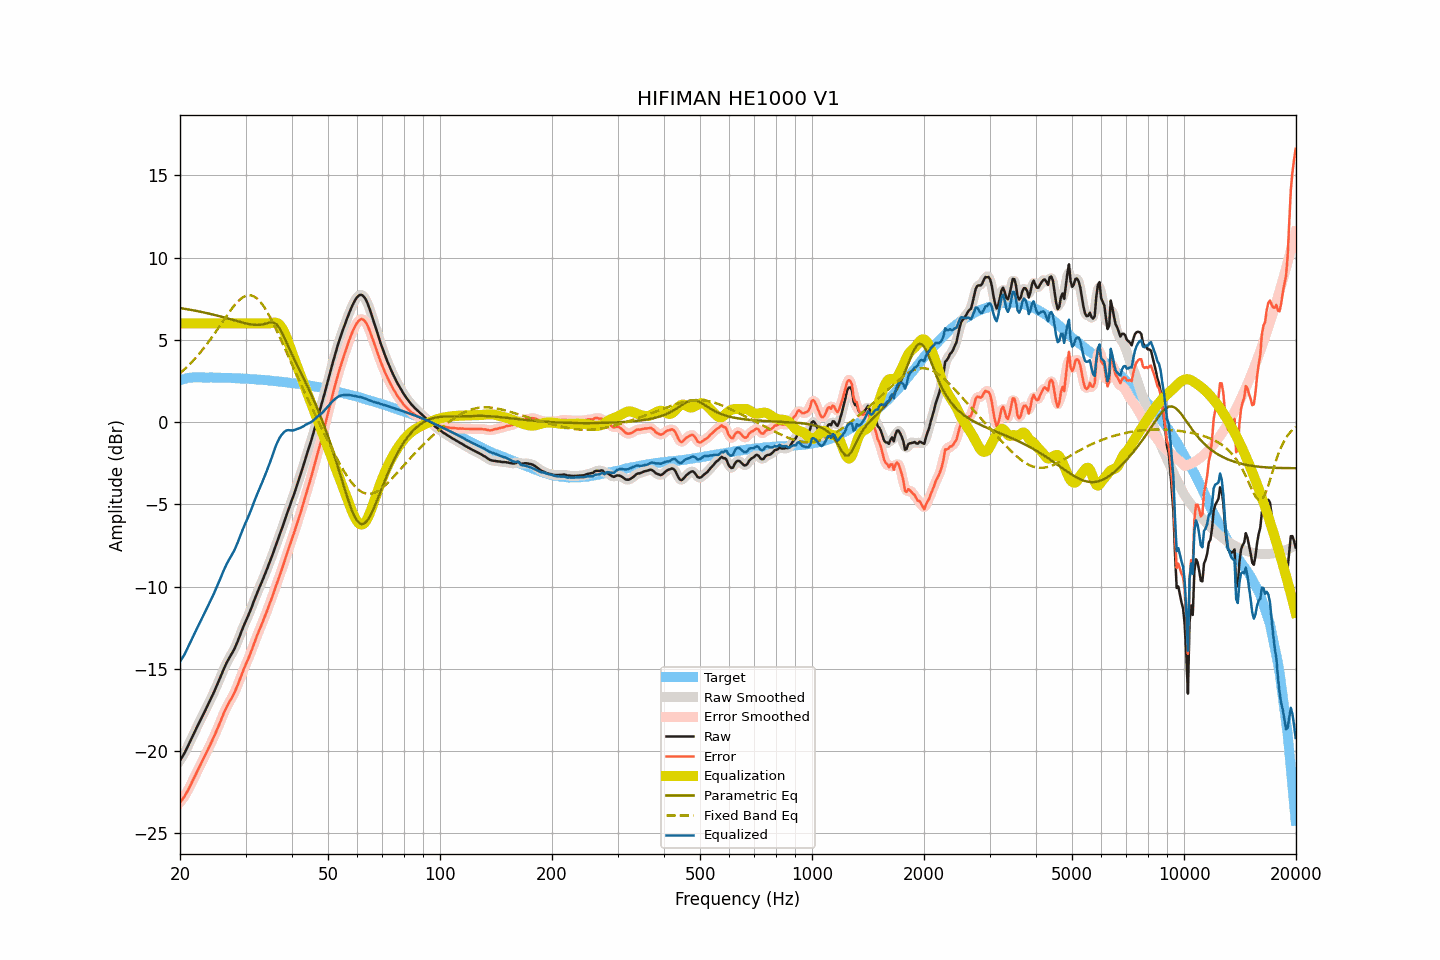 HIFIMAN HE1000 V1
Amplitude (dBr)
15
10
5
0
−5
−10
−15
−20
−25
20
50
100
200
500
1000
2000
5000
10000
20000
Frequency (Hz)
Target
Raw Smoothed
Error Smoothed
Raw
Error
Equalization
Parametric Eq
Fixed Band Eq
Equalized